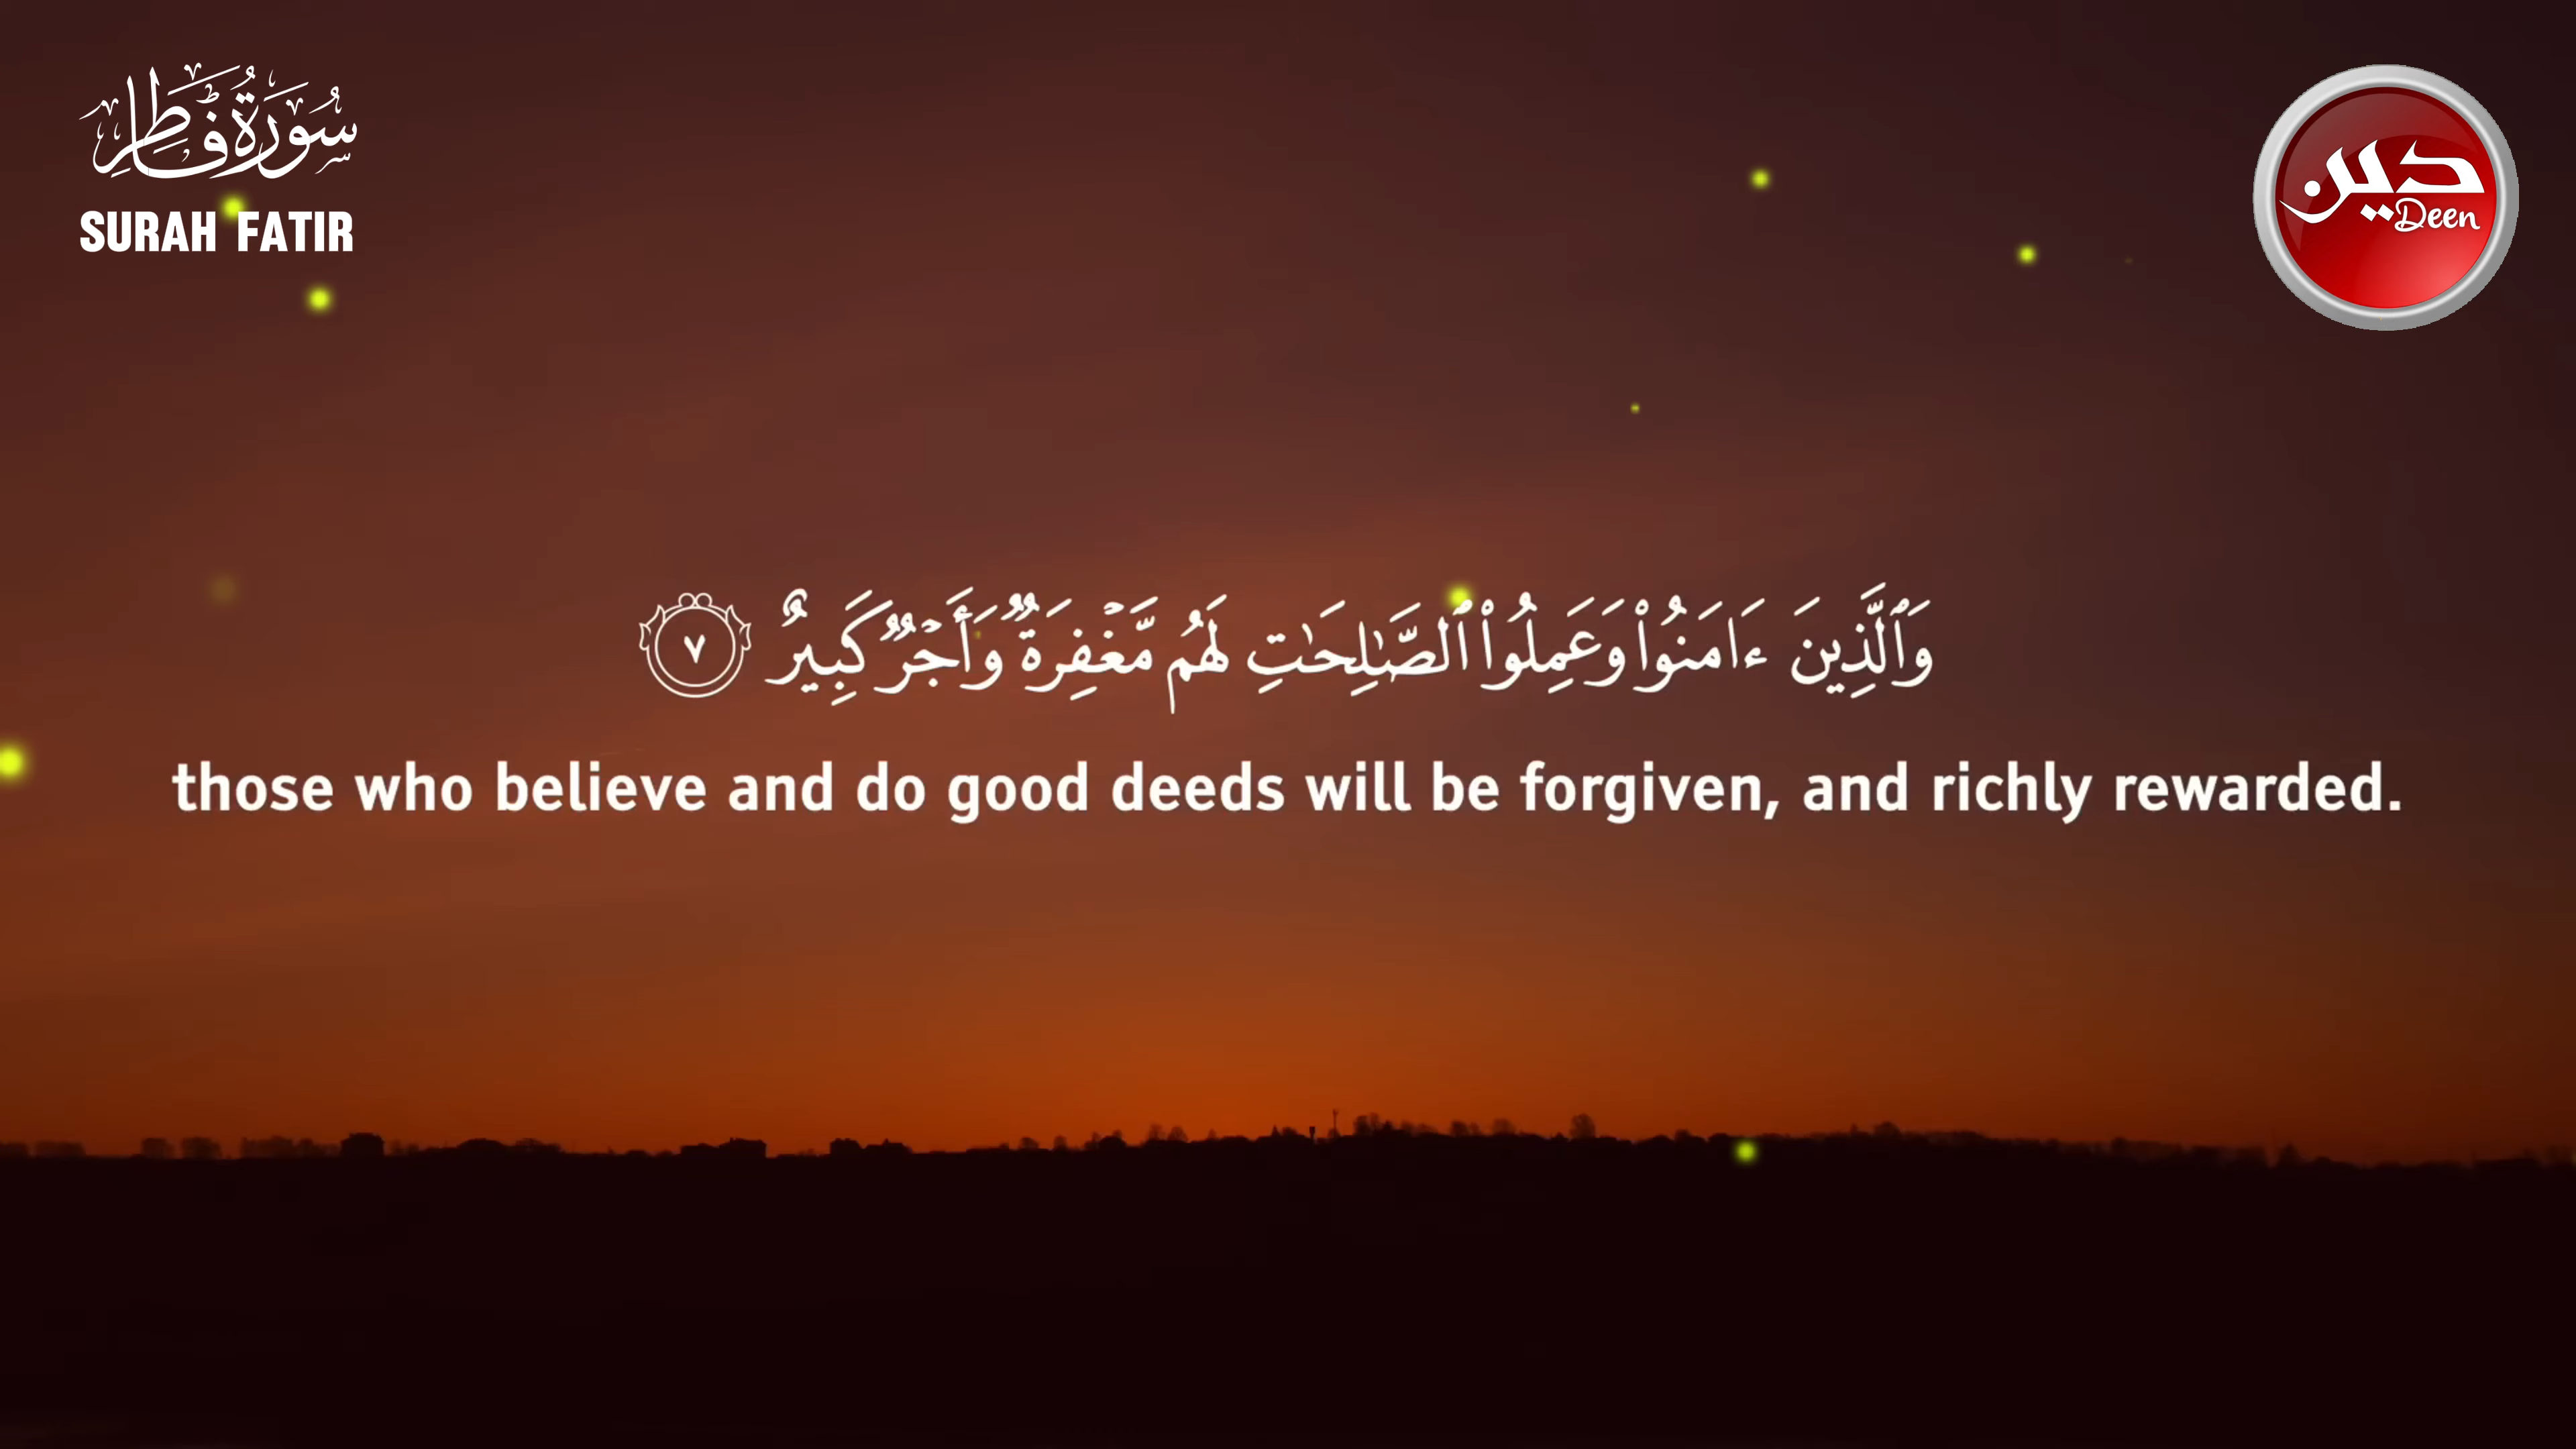 سُورَةُ فَاطِرٍ
SURAH FATIR
دين
Deen
وَٱلَّذِينَ ءَامَنُوا۟ وَعَمِلُوا۟ ٱلصَّـٰلِحَـٰتِ لَهُم مَّغْفِرَةٌ وَأَجْرٌ كَبِيرٌ ٧
those who believe and do good deeds will be forgiven, and richly rewarded.